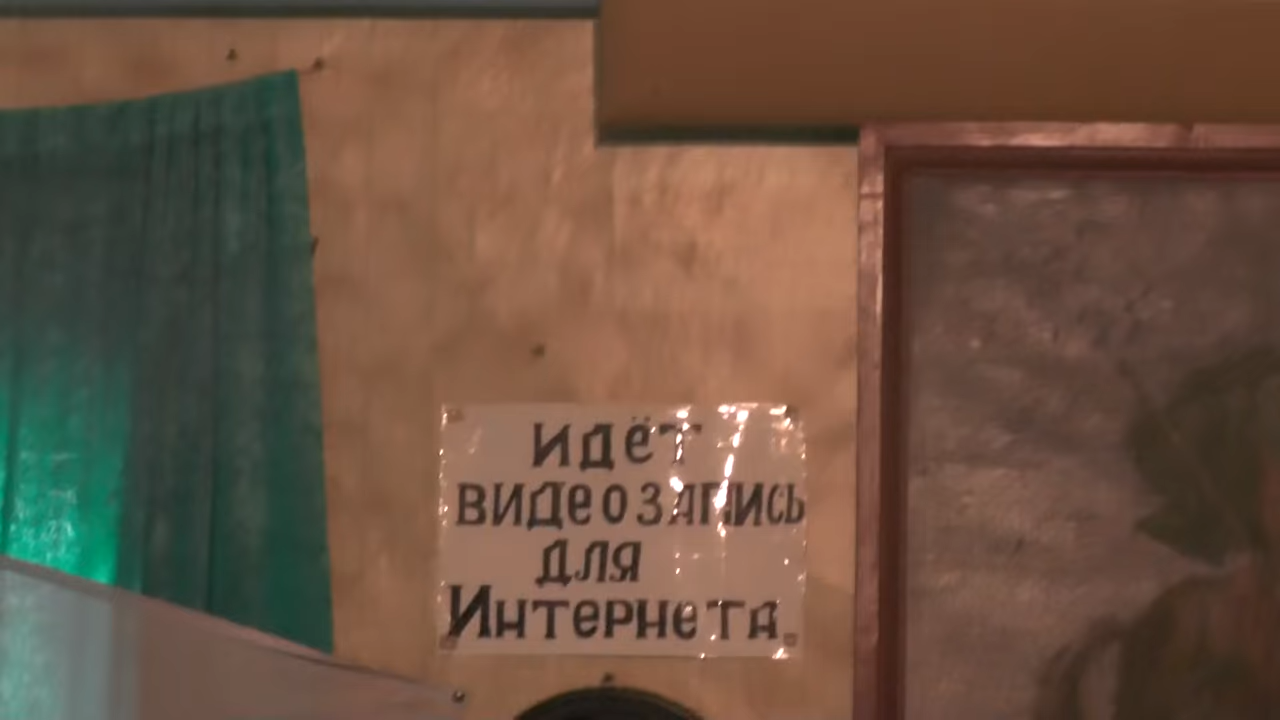 идёт
видеозапись
для
Интернета.